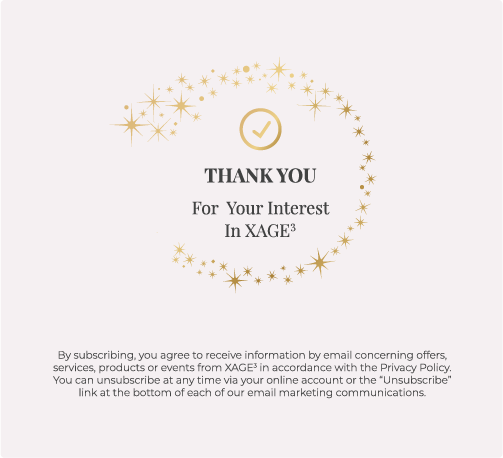 THANK YOU
For Your Interest
In XAGE³
By subscribing, you agree to receive information by email concerning offers,
services, products or events from XAGE³ in accordance with the Privacy Policy.
You can unsubscribe at any time via your online account or the “Unsubscribe”
link at the bottom of each of our email marketing communications.